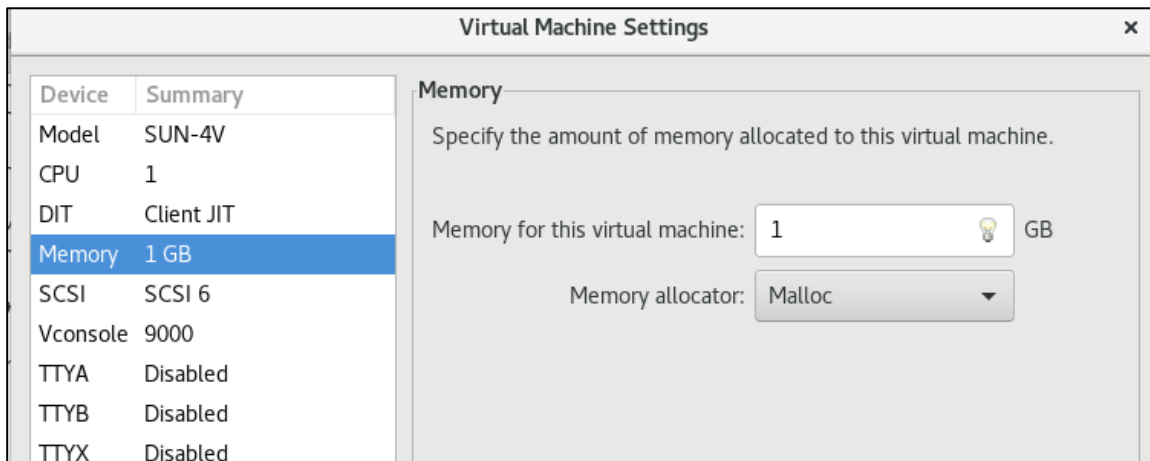 Virtual Machine Settings ×
Device Summary
Model SUN-4V
CPU 1
DIT Client JIT
Memory 1 GB
SCSI SCSI 6
Vconsole 9000
TTYA Disabled
TTYB Disabled
TTYX Disabled
Memory
Specify the amount of memory allocated to this virtual machine.
Memory for this virtual machine: 1 GB
Memory allocator: Malloc